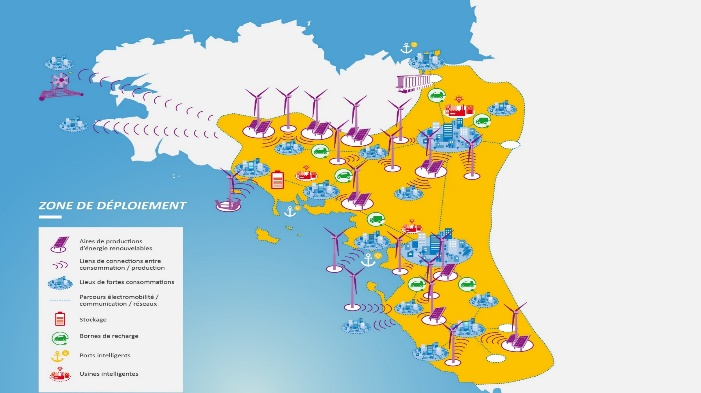 ZONE DE DÉPLOIEMENT
Aires de productions
d'énergie renouvelables
Liens de connections entre
consommation / production
Lieux de fortes consommations
Parcours électromobilité /
communication / réseaux
Stockage
Bornes de recharge
Ports intelligents
Usines intelligentes